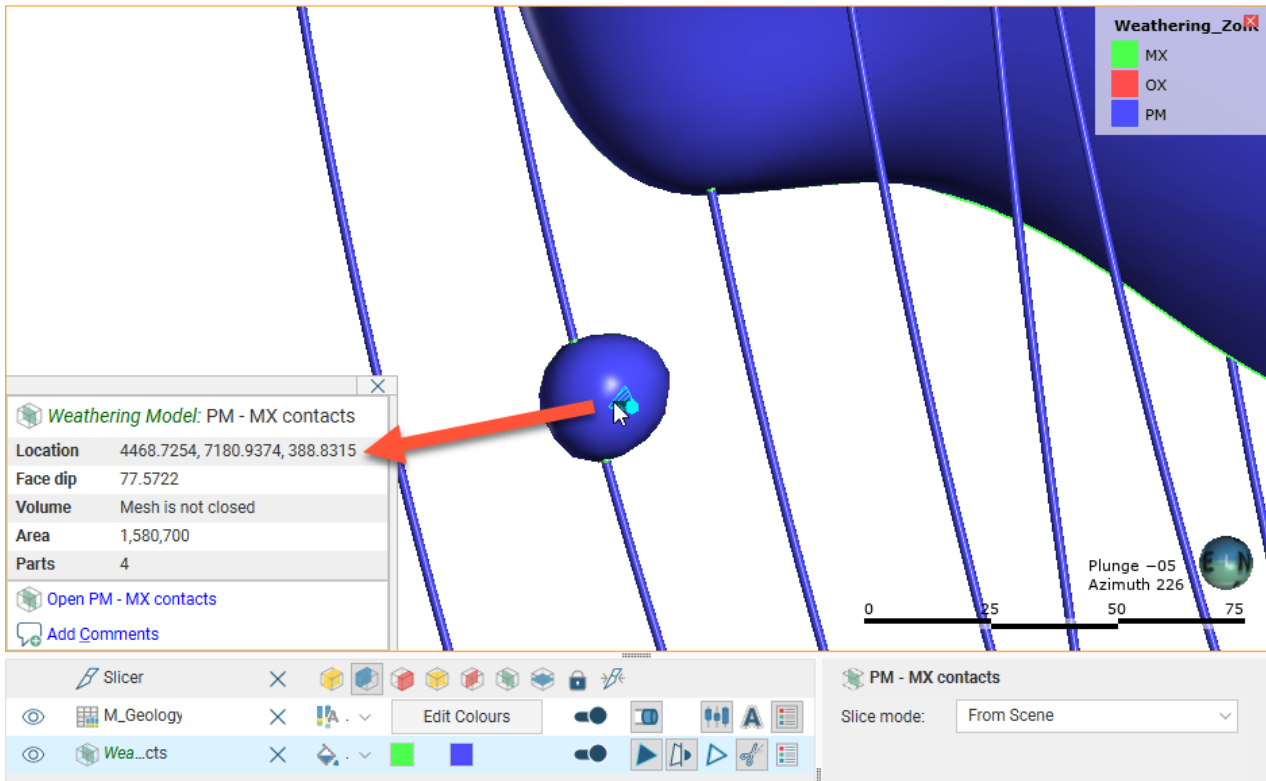 Weathering_Zon
MX
OX
PM
Weathering Model: PM - MX contacts
Location 4468.7254, 7180.9374, 388.8315
Face dip 77.5722
Volume Mesh is not closed
Area 1,580,700
Parts 4
Open PM - MX contacts
Add Comments
E N
Plunge −05
Azimuth 226
0 25 50 75
Slicer
M_Geology Edit Colours A
Wea...cts
PM - MX contacts
Slice mode: From Scene